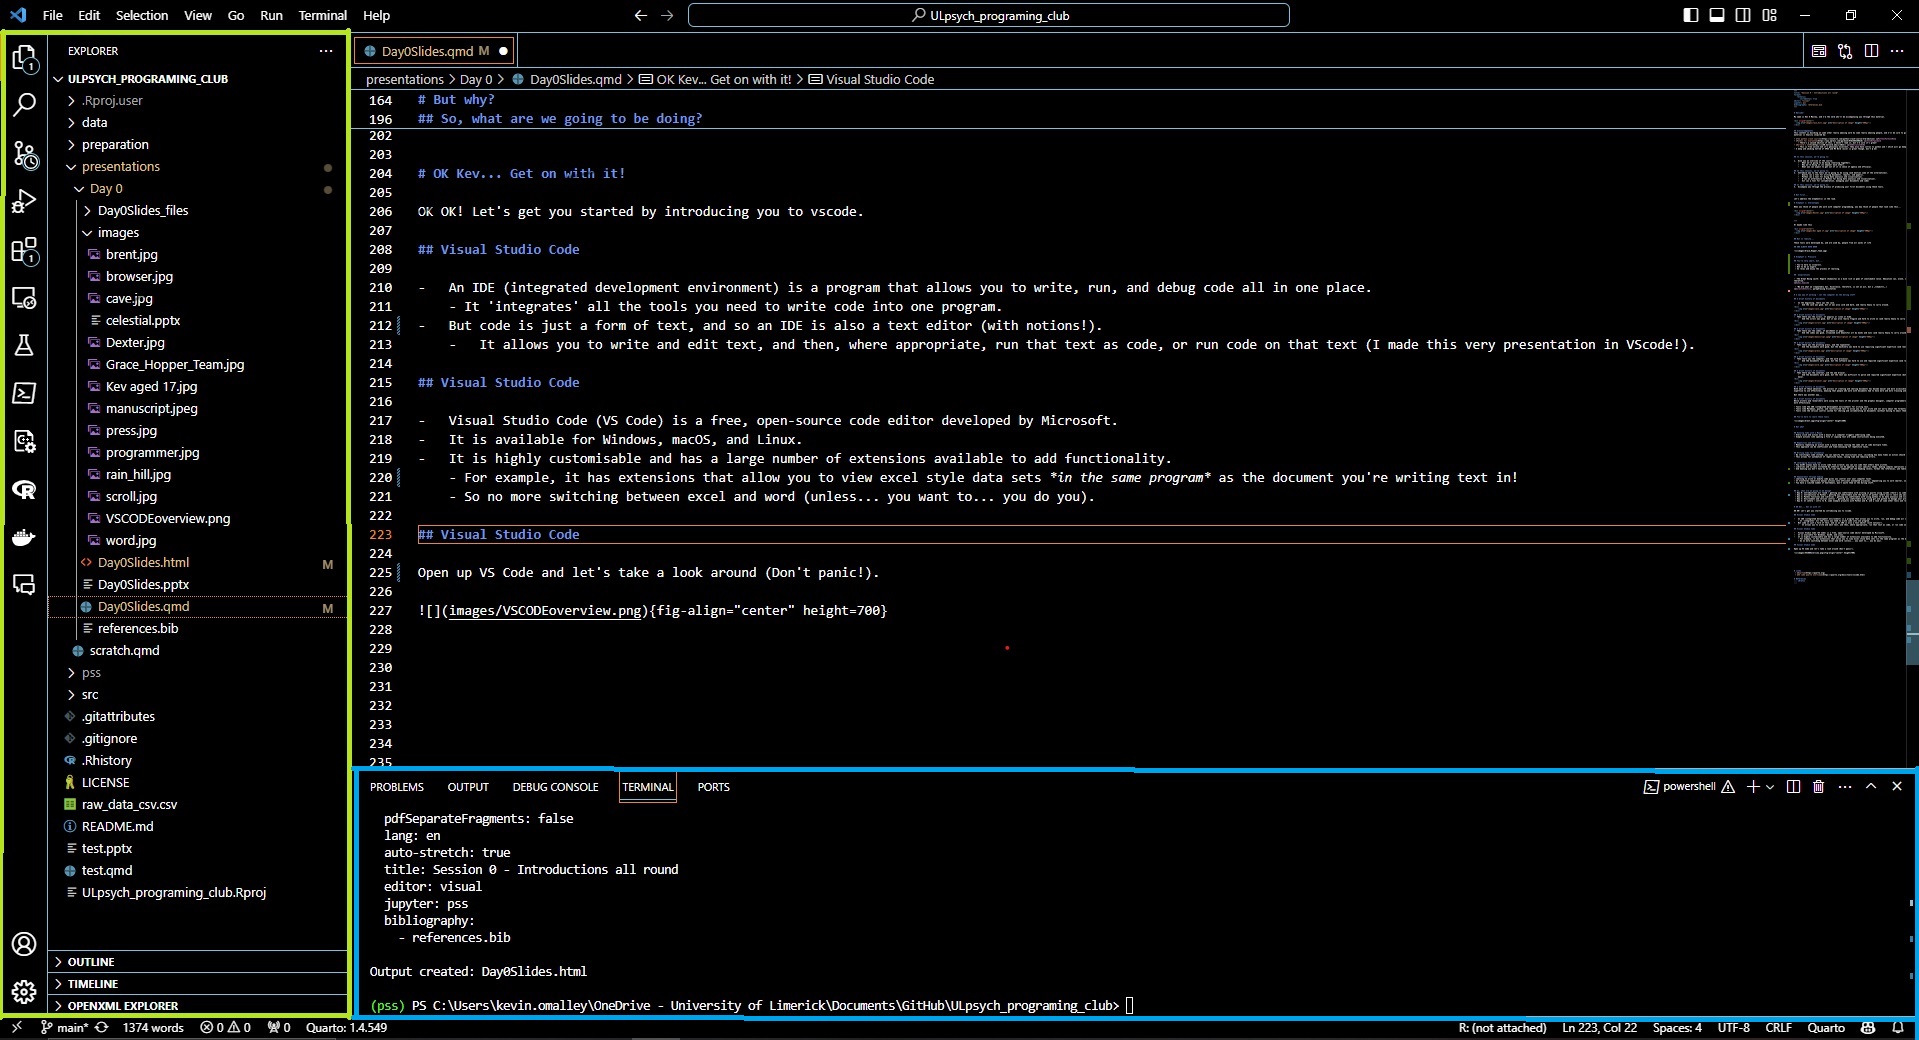 File Edit Selection View Go Run Terminal Help
ULpsych_programing_club
EXPLORER
ULPSYCH_PROGRAMING_CLUB
.Rproj.user
data
preparation
presentations
Day 0
Day0Slides_files
images
brent.jpg
browser.jpg
cave.jpg
celestial.pptx
Dexter.jpg
Grace_Hopper_Team.jpg
Kev aged 17.jpg
manuscript.jpeg
press.jpg
programmer.jpg
rain_hill.jpg
scroll.jpg
VSCODEoverview.png
word.jpg
Day0Slides.html M
Day0Slides.pptx
Day0Slides.qmd M
references.bib
scratch.qmd
pss
src
.gitattributes
.gitignore
.Rhistory
LICENSE
raw_data_csv.csv
README.md
test.pptx
test.qmd
ULpsych_programing_club.Rproj
OUTLINE
TIMELINE
OPENXML EXPLORER
1
1
Day0Slides.qmd M
presentations > Day 0 > Day0Slides.qmd > OK Kev... Get on with it! > Visual Studio Code
164 # But why?
196 ## So, what are we going to be doing?
202
203
204 # OK Kev... Get on with it!
205
206 OK OK! Let's get you started by introducing you to vscode.
207
208 ## Visual Studio Code
209
210 - An IDE (integrated development environment) is a program that allows you to write, run, and debug code all in one place.
211 - It 'integrates' all the tools you need to write code into one program.
212 - But code is just a form of text, and so an IDE is also a text editor (with notions!).
213 - It allows you to write and edit text, and then, where appropriate, run that text as code, or run code on that text (I made this very presentation in VScode!).
214
215 ## Visual Studio Code
216
217 - Visual Studio Code (VS Code) is a free, open-source code editor developed by Microsoft.
218 - It is available for Windows, macOS, and Linux.
219 - It is highly customisable and has a large number of extensions available to add functionality.
220 - For example, it has extensions that allow you to view excel style data sets *in the same program* as the document you're writing text in!
221 - So no more switching between excel and word (unless... you want to... you do you).
222
223 ## Visual Studio Code
224
225 Open up VS Code and let's take a look around (Don't panic!).
226
227 ![](images/VSCODEoverview.png){fig-align="center" height=700}
228
229
230
231
232
233
234
235
PROBLEMS OUTPUT DEBUG CONSOLE TERMINAL PORTS
powershell
pdfSeparateFragments: false
lang: en
auto-stretch: true
title: Session 0 - Introductions all round
editor: visual
jupyter: pss
bibliography:
- references.bib
Output created: Day0Slides.html
(pss) PS C:\Users\kevin.omalley\OneDrive - University of Limerick\Documents\GitHub\ULpsych_programing_club>
main* 1374 words 0 0 0 Quarto: 1.4.549
R: (not attached) Ln 223, Col 22 Spaces: 4 UTF-8 CRLF Quarto